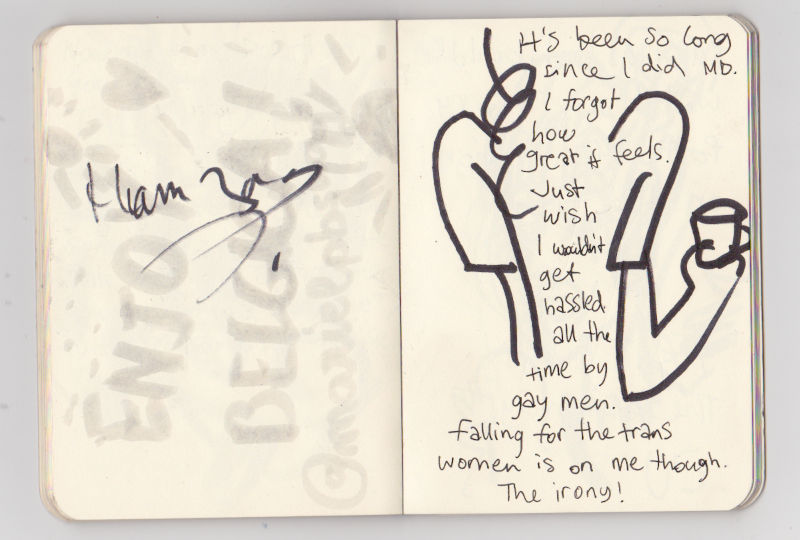 ENJOY
It's been so long
since I did MD.
I forgot
how
great it feels.
Just
wish
I wouldn't
get
hassled
all the
time by
gay men.
Falling for the trans
women is on me though.
The irony!